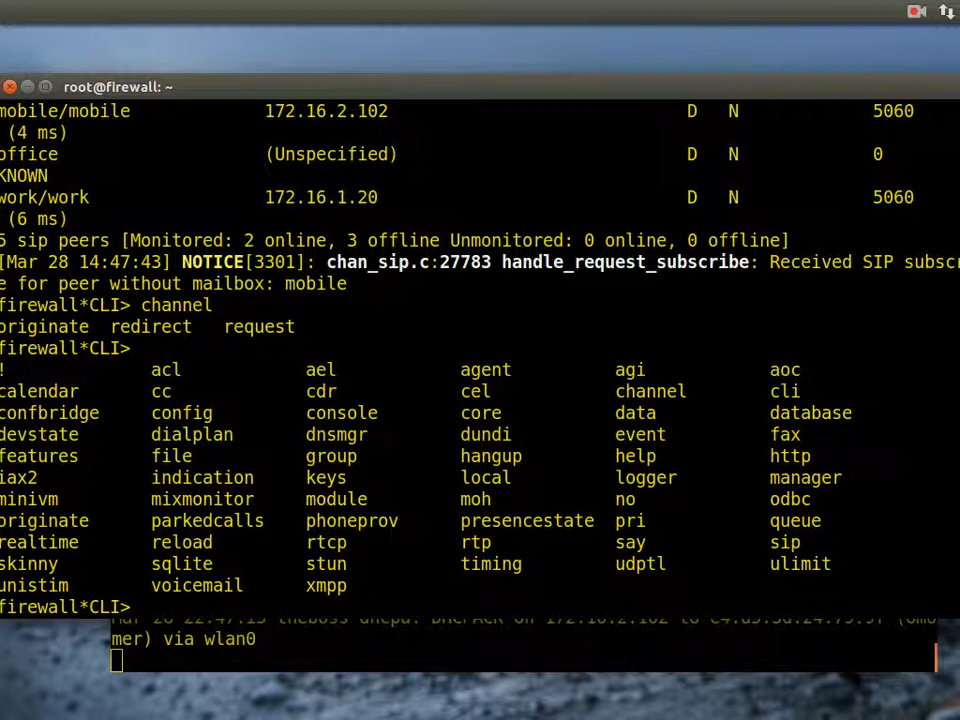 root@firewall: ~
mobile/mobile 172.16.2.102 D N 5060
(4 ms)
office (Unspecified) D N 0
KNOWN
work/work 172.16.1.20 D N 5060
(6 ms)
5 sip peers [Monitored: 2 online, 3 offline Unmonitored: 0 online, 0 offline]
[Mar 28 14:47:43] NOTICE[3301]: chan_sip.c:27783 handle_request_subscribe: Received SIP subscr
e for peer without mailbox: mobile
firewall*CLI> channel
originate redirect request
firewall*CLI>
! acl ael agent agi aoc
calendar cc cdr cel channel cli
confbridge config console core data database
devstate dialplan dnsmgr dundi event fax
features file group hangup help http
iax2 indication keys local logger manager
minivm mixmonitor module moh no odbc
originate parkedcalls phoneprov presencestate pri queue
realtime reload rtcp rtp say sip
skinny sqlite stun timing udptl ulimit
unistim voicemail xmpp
firewall*CLI>
mer) via wlan0